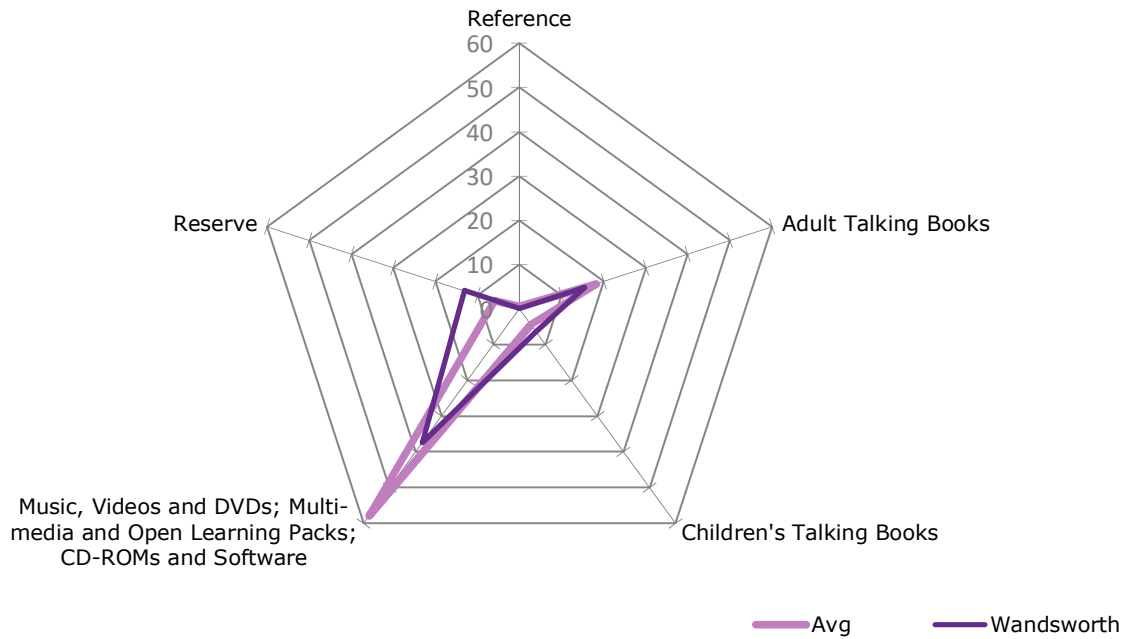 Reference
60
50
40
30
20
10
0
Reserve
Adult Talking Books
Music, Videos and DVDs; Multi-
media and Open Learning Packs;
CD-ROMs and Software
Children's Talking Books
Avg
Wandsworth